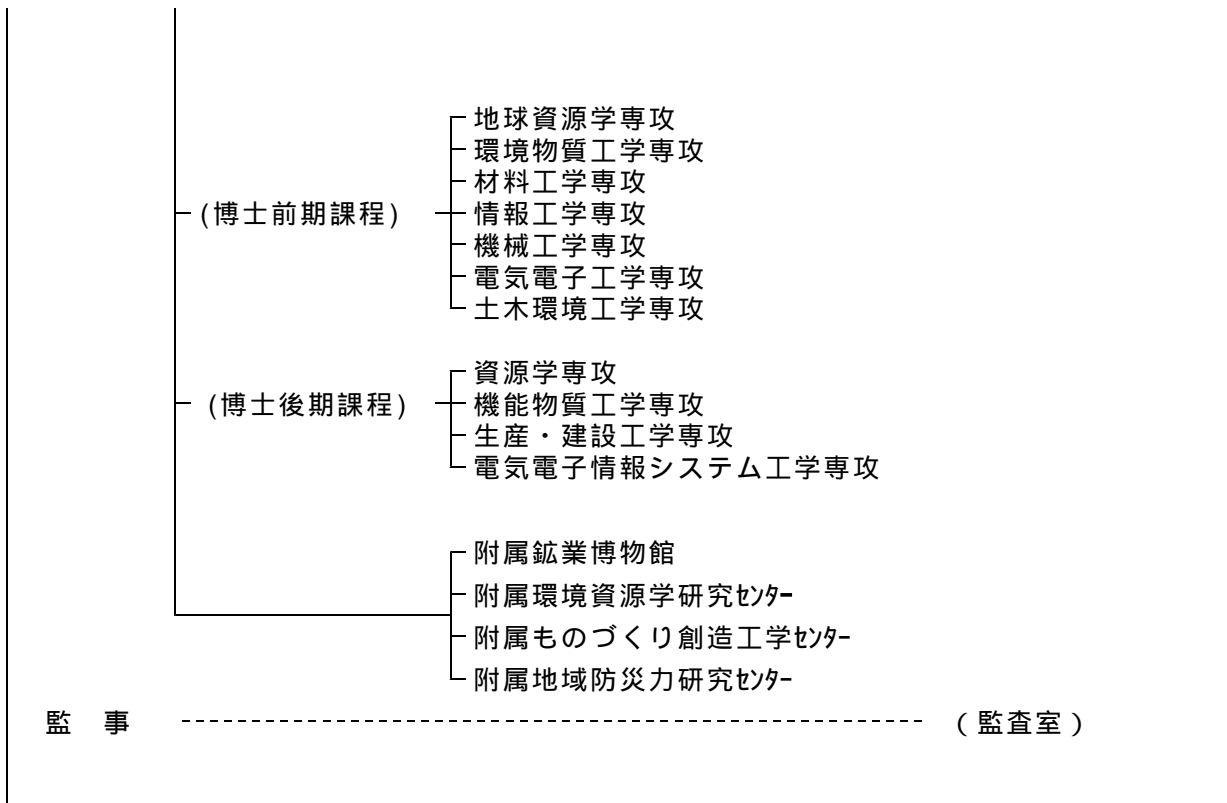 地球資源学専攻
環境物質工学専攻
材料工学専攻
(博士前期課程) 情報工学専攻
機械工学専攻
電気電子工学専攻
土木環境工学専攻
資源学専攻
(博士後期課程) 機能物質工学専攻
生産・建設工学専攻
電気電子情報システム工学専攻
附属鉱業博物館
附属環境資源学研究ｾﾝﾀｰ
附属ものづくり創造工学ｾﾝﾀｰ
附属地域防災力研究ｾﾝﾀｰ
監　事 (監査室)